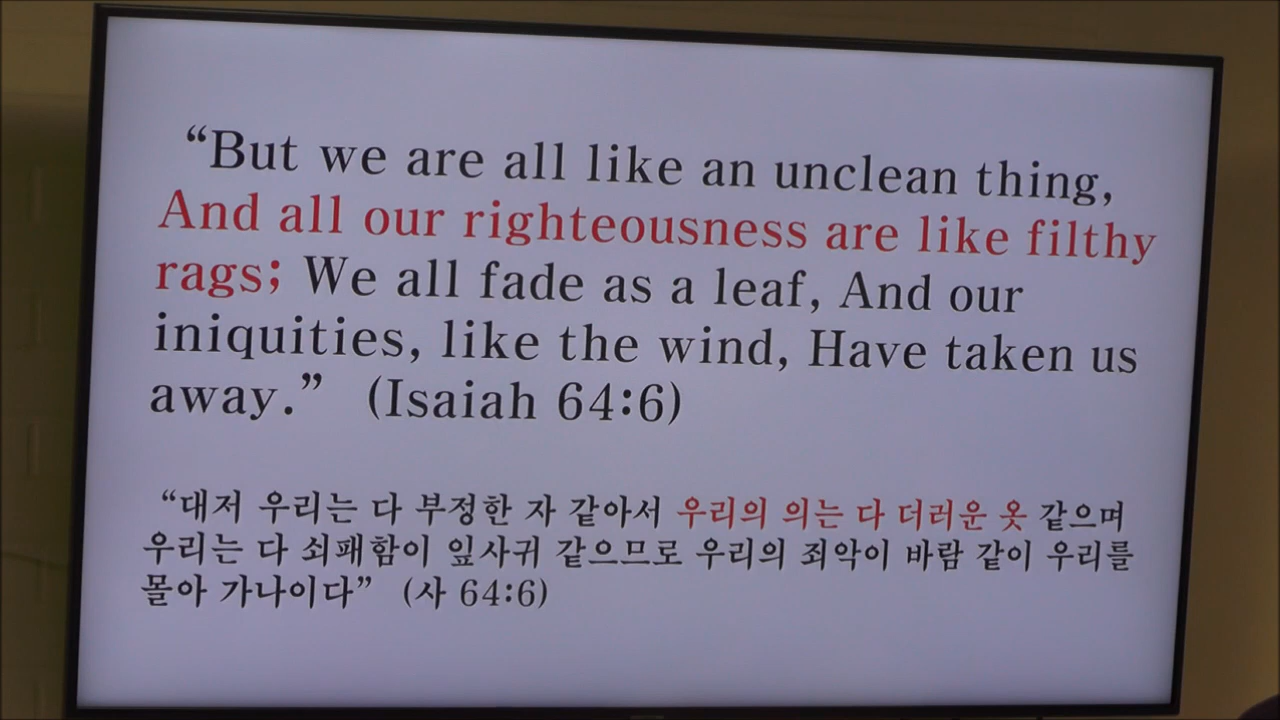 “But we are all like an unclean thing,
And all our righteousness are like filthy
rags; We all fade as a leaf, And our
iniquities, like the wind, Have taken us
away.” (Isaiah 64:6)
“대저 우리는 다 부정한 자 같아서 우리의 의는 다 더러운 옷 같으며
우리는 다 쇠패함이 잎사귀 같으므로 우리의 죄악이 바람 같이 우리를
몰아 가나이다” (사 64:6)